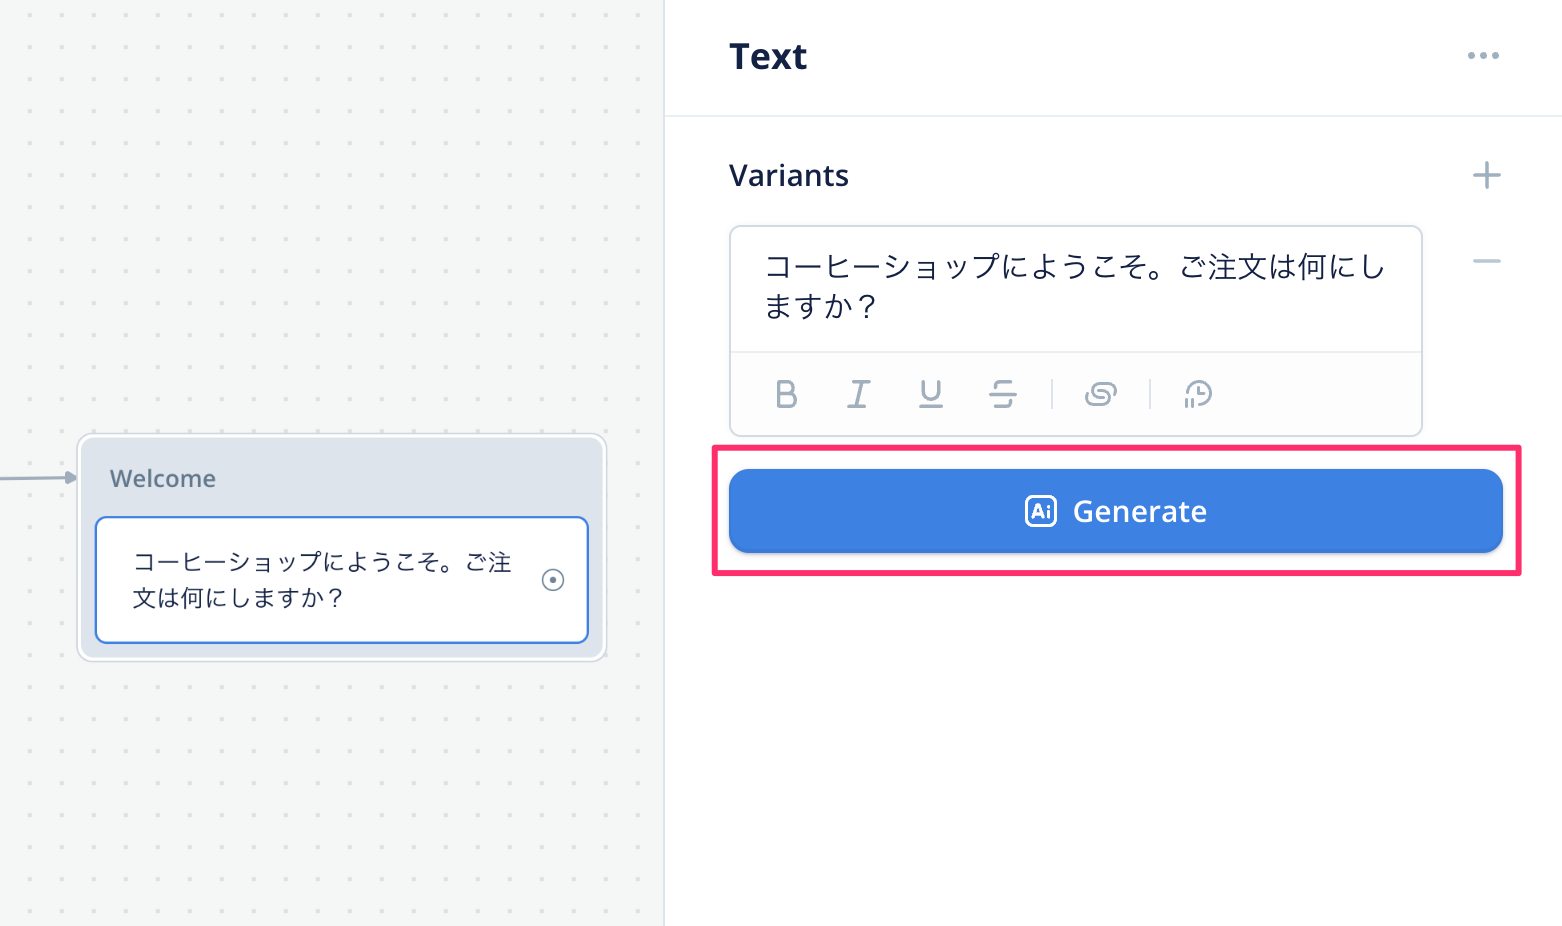 Text
Variants
コーヒーショップにようこそ。ご注文は何にし
ますか？
B I U S
Ai Generate
Welcome
コーヒーショップにようこそ。ご注
文は何にしますか？